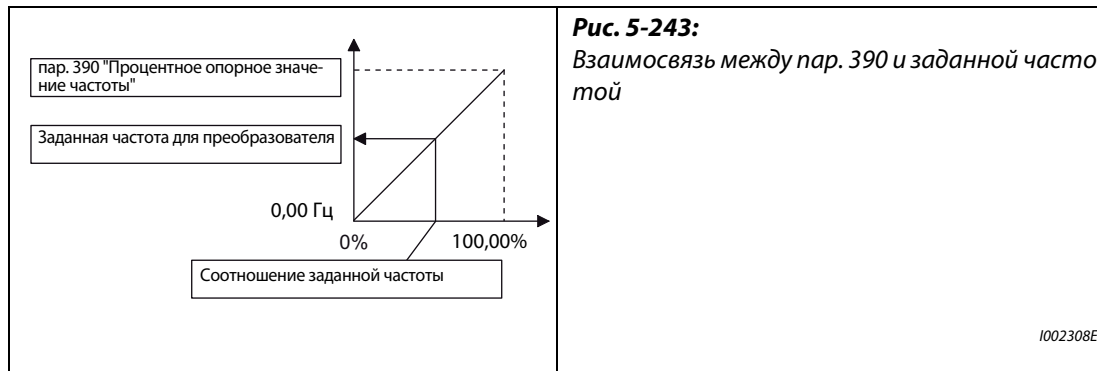 пар. 390 "Процентное опорное значе-
ние частоты"
Заданная частота для преобразователя
0,00 Гц
0%
100,00%
Соотношение заданной частоты
Рис. 5-243:
Взаимосвязь между пар. 390 и заданной часто
той
I002308E